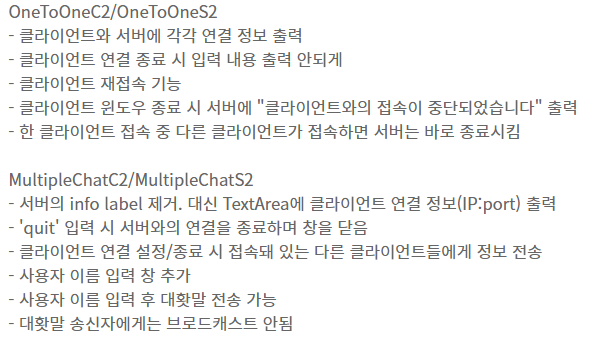 OneToOneC2/OneToOneS2
- 클라이언트와 서버에 각각 연결 정보 출력
- 클라이언트 연결 종료 시 입력 내용 출력 안되게
- 클라이언트 재접속 기능
- 클라이언트 윈도우 종료 시 서버에 "클라이언트와의 접속이 중단되었습니다" 출력
- 한 클라이언트 접속 중 다른 클라이언트가 접속하면 서버는 바로 종료시킴
MultipleChatC2/MultipleChatS2
- 서버의 info label 제거. 대신 TextArea에 클라이언트 연결 정보(IP:port) 출력
- 'quit' 입력 시 서버와의 연결을 종료하며 창을 닫음
- 클라이언트 연결 설정/종료 시 접속돼 있는 다른 클라이언트들에게 정보 전송
- 사용자 이름 입력 창 추가
- 사용자 이름 입력 후 대홧말 전송 가능
- 대홧말 송신자에게는 브로드캐스트 안됨